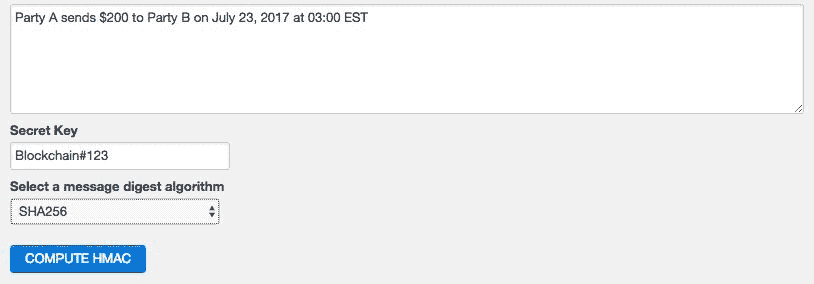 Party A sends $200 to Party B on July 23, 2017 at 03:00 EST
Secret Key
Blockchain#123
Select a message digest algorithm
SHA256
COMPUTE HMAC